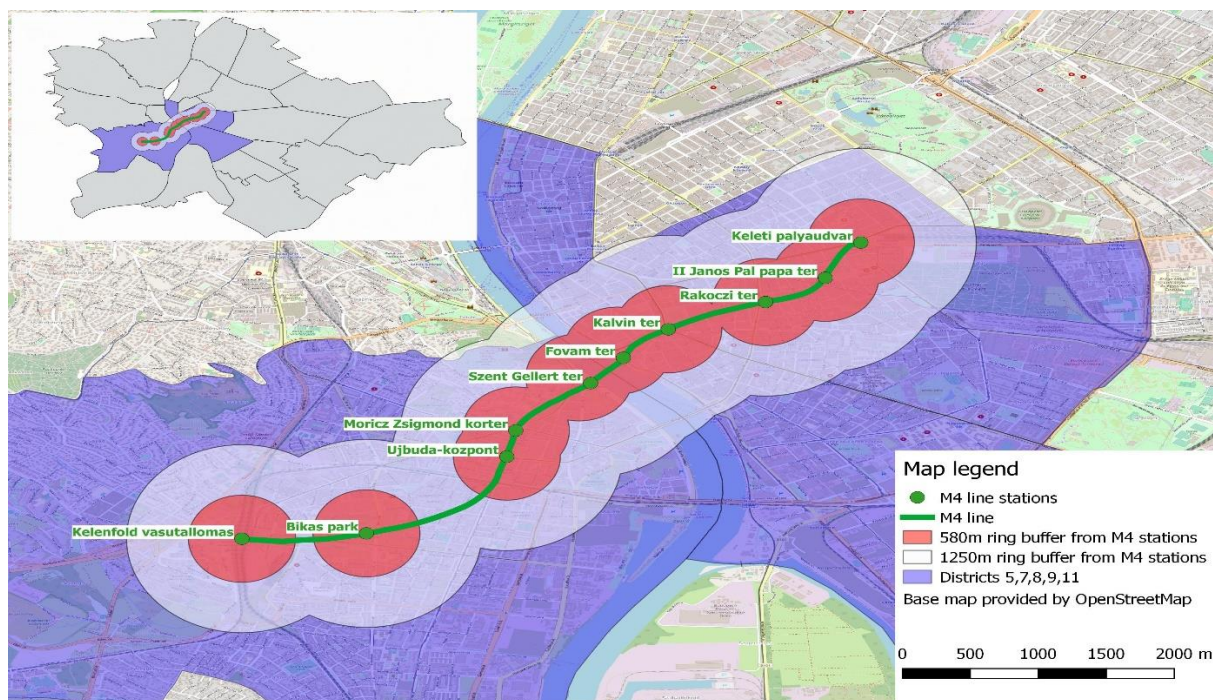 Keleti palyaudvar
II Janos Pal papa ter
Rakoczi ter
Kalvin ter
Fovam ter
Szent Gellert ter
Moricz Zsigmond korter
Ujbuda-kozpont
Bikas park
Kelenfold vasutallomas
Map legend
M4 line stations
M4 line
580m ring buffer from M4 stations
1250m ring buffer from M4 stations
Districts 5,7,8,9,11
Base map provided by OpenStreetMap
0 500 1000 1500 2000 m